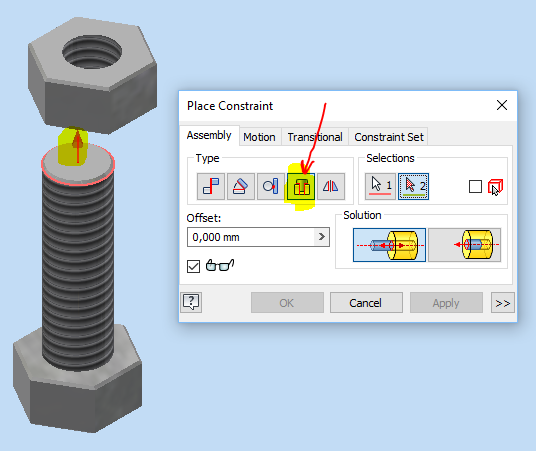 Place Constraint
Assembly Motion Transitional Constraint Set
Type Selections
1 2
Offset: Solution
0,000 mm >
?
OK Cancel Apply >>